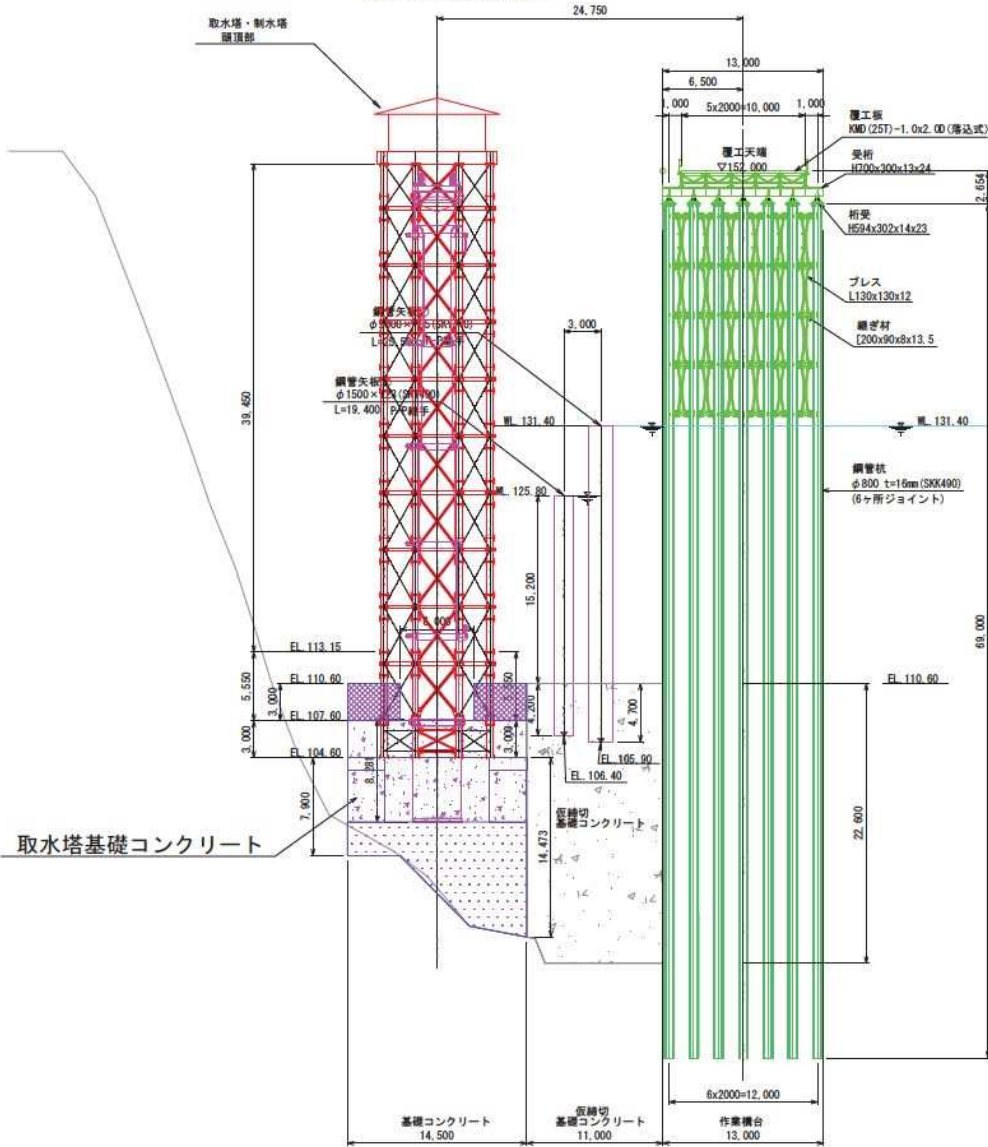 24,750
取水塔・制水塔
頭頂部
13,000
6,500
1,000
5x2000=10,000
1,000
覆工板
KMD(25T)-1.0x2.0D(落込式)
覆工天端
▽152.000
受桁
H700x300x13x24
2,654
桁受
H594x302x14x23
ブレス
L130x130x12
繋ぎ材
[200x90x8x13.5
鋼管矢板
3,000
鋼管矢板
L=19.400 P-P継手
39,450
WL.131.40
WL.131.40
鋼管杭
φ800 t=16mm(SKK490)
(6ヶ所ジョイント)
WL.125.80
15,200
69,000
EL.113.15
EL.110.60
EL.110.60
5,550
3,000
EL.107.60
3,000
3,000
EL.104.60
4,200
4,700
EL.105.90
EL.106.40
8,281
7,900
仮締切
基礎コンクリート
14,473
22,600
取水塔基礎コンクリート
6x2000=12,000
基礎コンクリート
14,500
仮締切
基礎コンクリート
11,000
作業構台
13,000